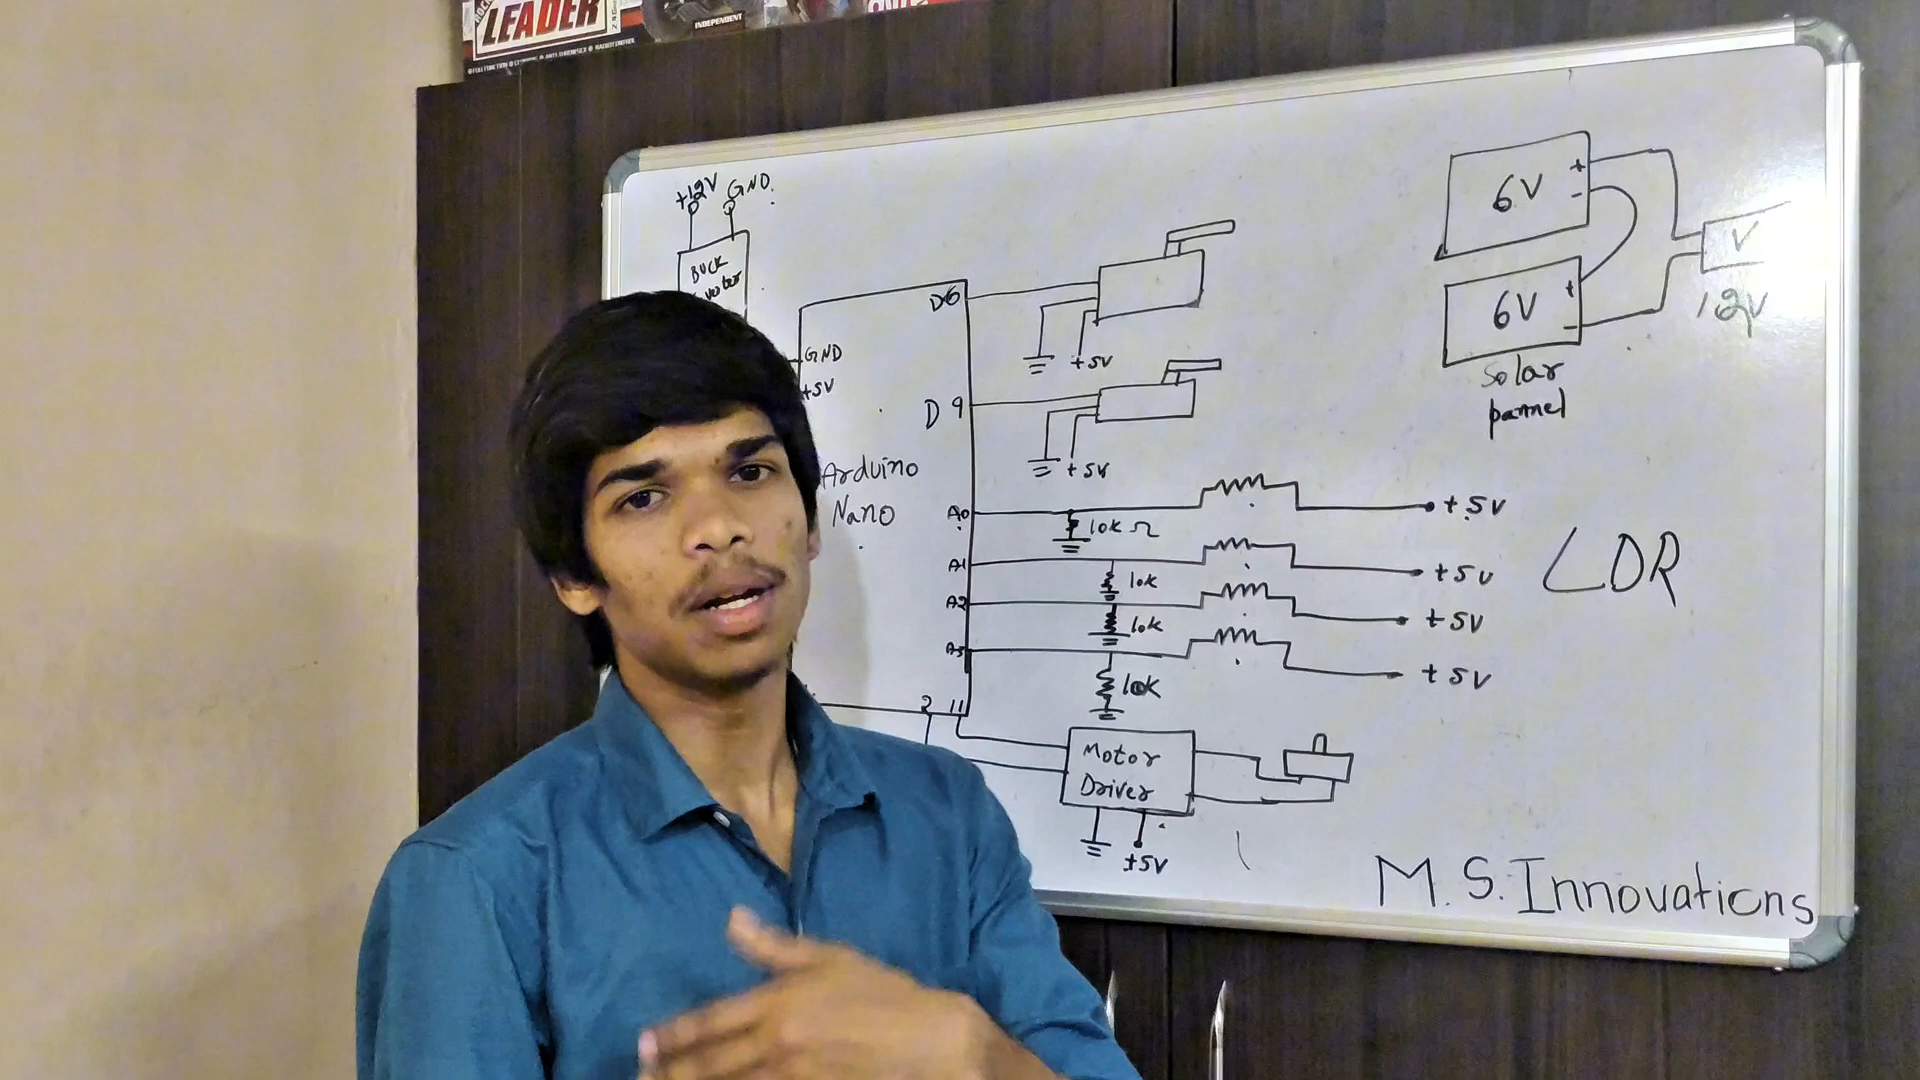 LEADER
INDEPENDENT
+12V GND
BUCK
GND
+5V
Arduino
Nano
D6
D9
A0
A1
A2
A3
2 11
+5V
+5V
10K Ω
+5V
10K
+5V
10K
+5V
10K
+5V
LDR
Motor
Driver
+5V
6V + -
6V + -
V
12V
Solar
pannel
M.S. Innovations